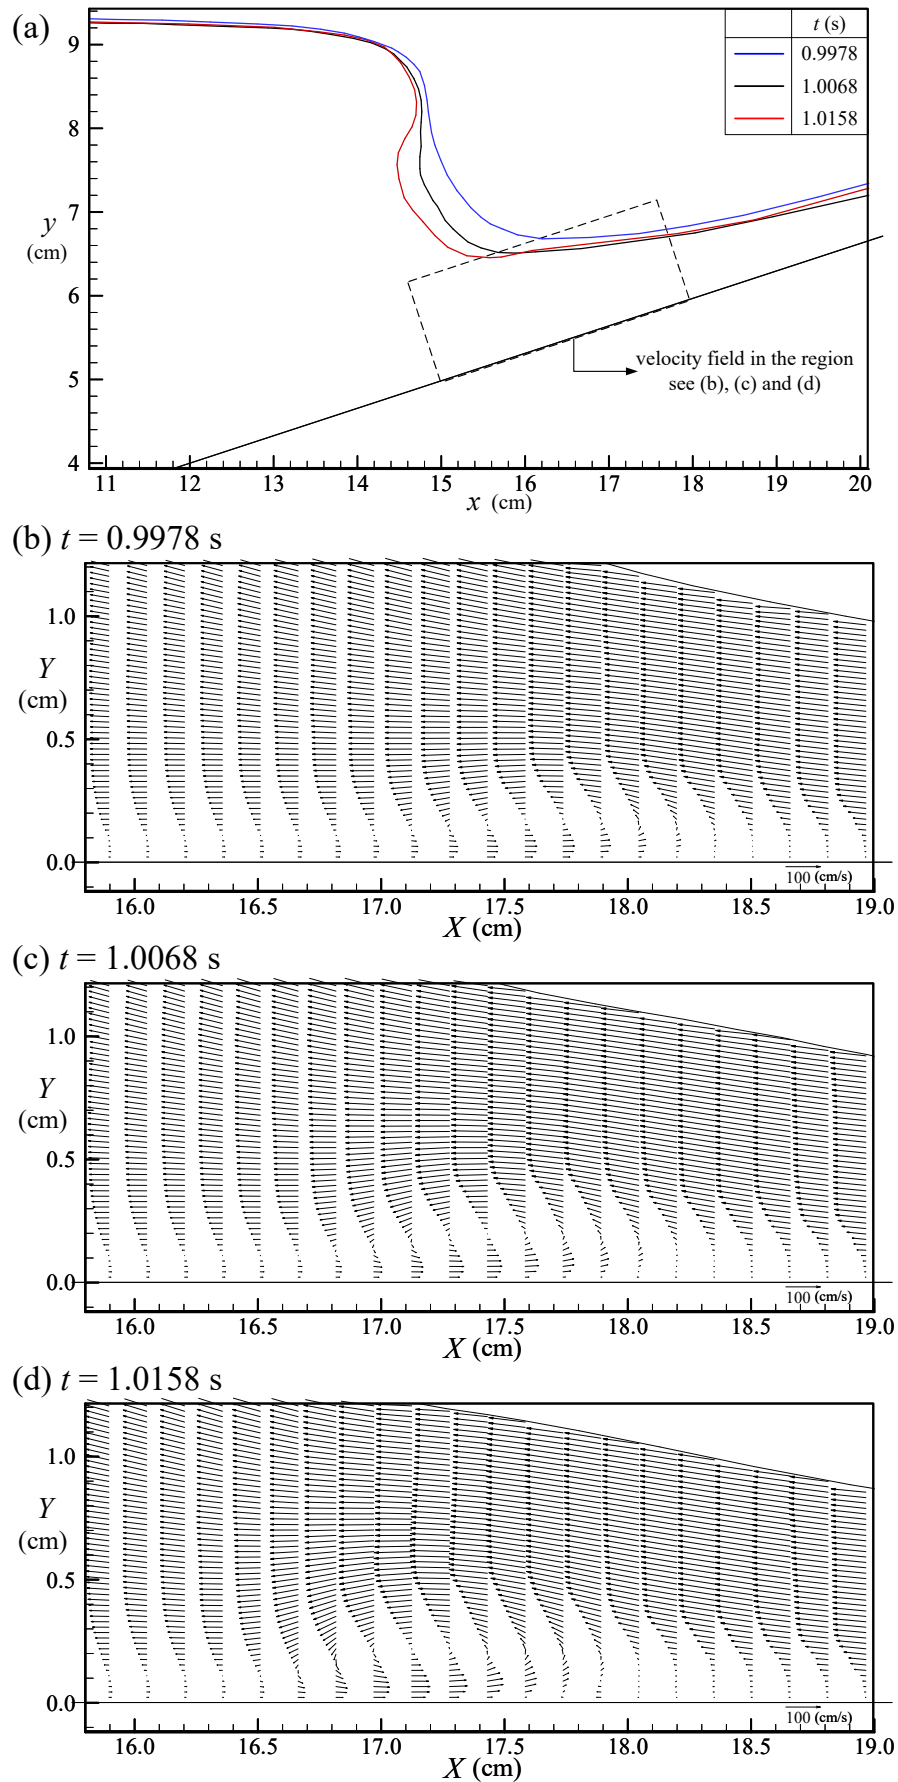 (a)
t (s)
0.9978
1.0068
1.0158
9
8
7
6
5
4
y
(cm)
velocity field in the region
see (b), (c) and (d)
11 12 13 14 15 16 17 18 19 20
x (cm)
(b) t = 0.9978 s
1.0
0.5
0.0
Y
(cm)
100 (cm/s)
16.0 16.5 17.0 17.5 18.0 18.5 19.0
X (cm)
(c) t = 1.0068 s
1.0
0.5
0.0
Y
(cm)
100 (cm/s)
16.0 16.5 17.0 17.5 18.0 18.5 19.0
X (cm)
(d) t = 1.0158 s
1.0
0.5
0.0
Y
(cm)
100 (cm/s)
16.0 16.5 17.0 17.5 18.0 18.5 19.0
X (cm)